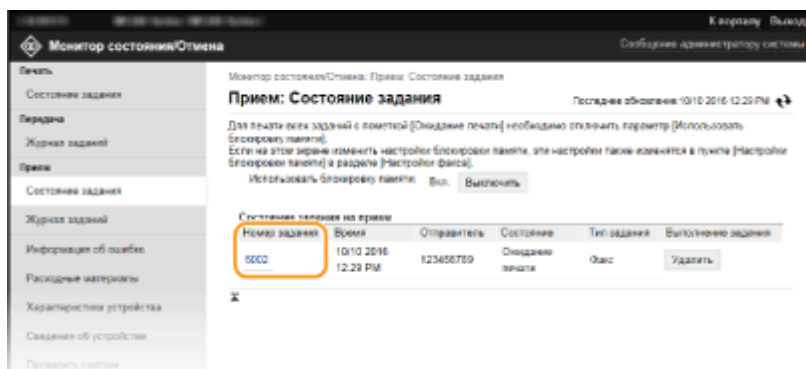 К порталу Выход
Монитор состояния/Отмена
Сообщение администратору системы
Печать
Состояние задания
Передача
Журнал заданий
Прием
Состояние задания
Журнал заданий
Информация об ошибке
Расходные материалы
Характеристики устройства
Сведения об устройстве
Проверить счетчик
Монитор состояния/Отмена: Прием: Состояние задания
Прием: Состояние задания
Последнее обновление: 10/10 2016 12:29 PM
Для печати всех заданий с пометкой [Ожидание печати] необходимо отключить параметр [Использовать
блокировку памяти].
Если на этом экране изменить настройки блокировки памяти, эти настройки также изменятся в пункте [Настройки
блокировки памяти] в разделе [Настройки факса].
Использовать блокировку памяти: Вкл. Выключить
Состояние задания на прием
Номер задания Время Отправитель Состояние Тип задания Выполнение задания
5002 10/10 2016 12:29 PM 123456789 Ожидание печати Факс Удалить